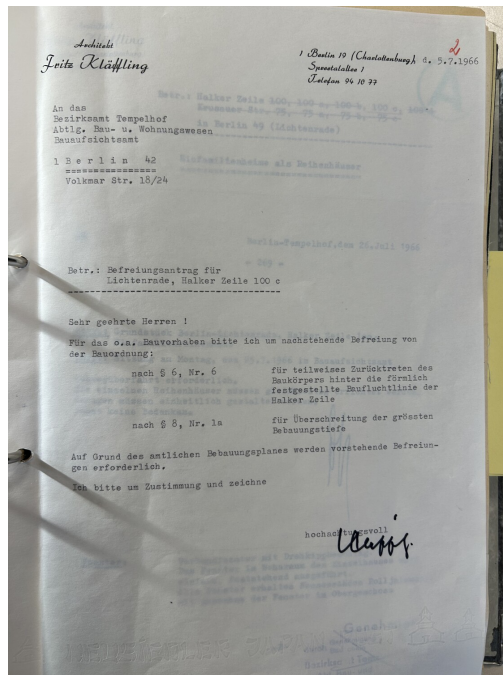 Architekt
Fritz Kläffling
1 Berlin 19 (Charlottenburg), d. 5.7.1966
Spreetalallee 1
Telefon 94 10 77
2
An das
Bezirksamt Tempelhof
Abtlg. Bau- u. Wohnungswesen
Bauaufsichtsamt
1 Berlin 42
================
Volkmar Str. 18/24
Betr.: Befreiungsantrag für
Lichtenrade, Halker Zeile 100 c
Sehr geehrte Herren !
Für das o.a. Bauvorhaben bitte ich um nachstehende Befreiung von
der Bauordnung:
nach § 6, Nr. 6 für teilweises Zurücktreten des
Baukörpers hinter die förmlich
festgestellte Baufluchtlinie der
Halker Zeile
nach § 8, Nr. 1a für Überschreitung der grössten
Bebauungstiefe
Auf Grund des amtlichen Bebauungsplanes werden vorstehende Befreiun-
gen erforderlich.
Ich bitte um Zustimmung und zeichne
hochachtungsvoll